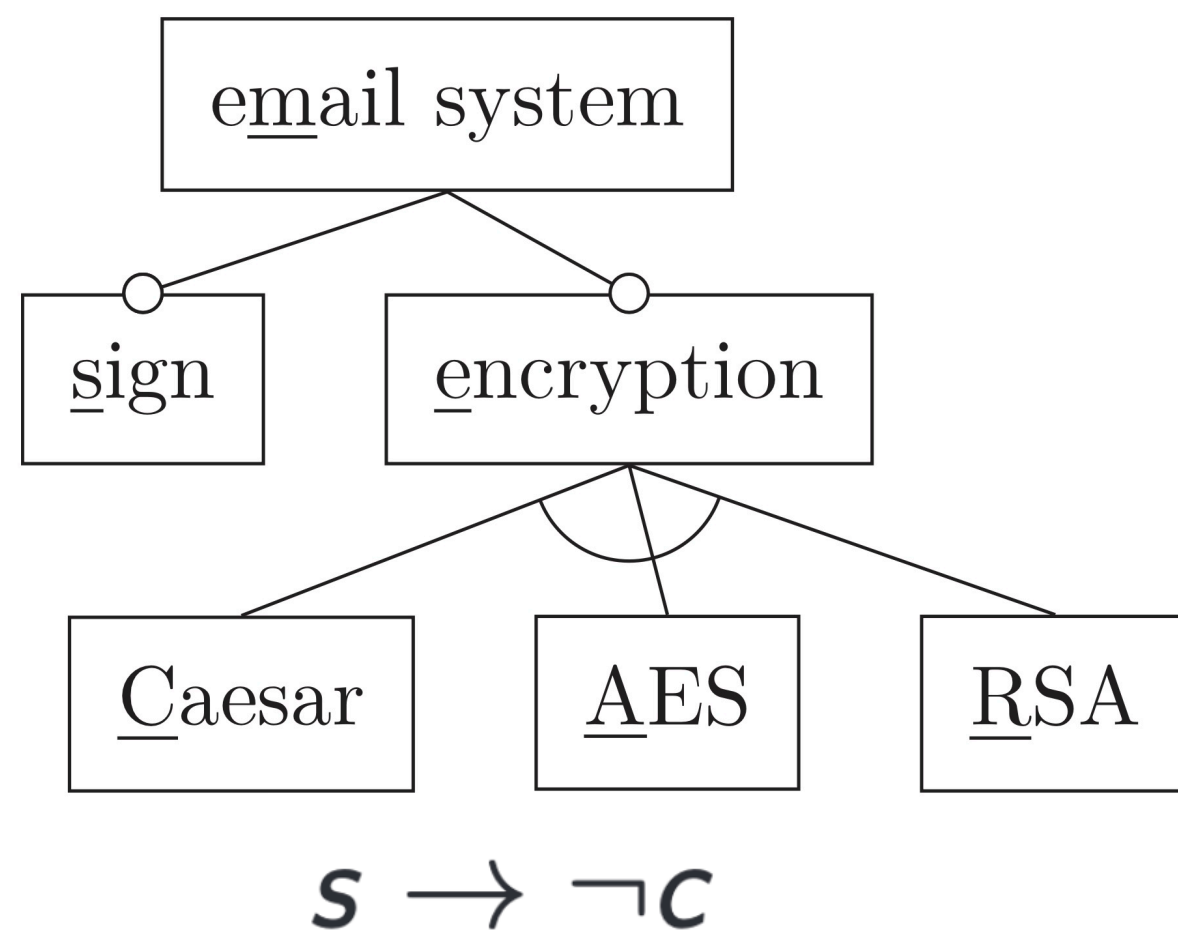 email system
sign
encryption
Caesar
AES
RSA
s → ¬c